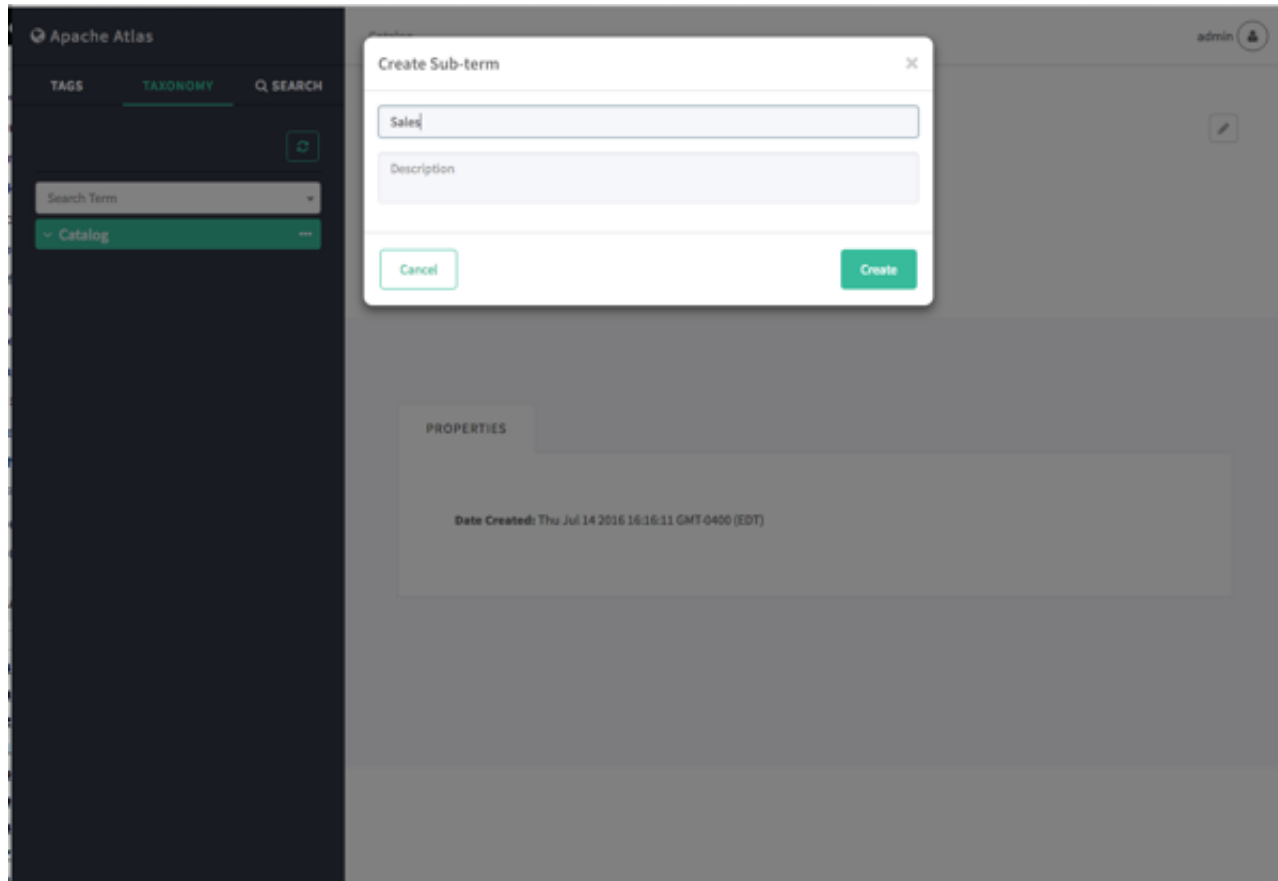 Apache Atlas
TAGS TAXONOMY SEARCH
Search Term
Catalog
Catalog
admin
Create Sub-term
Sales
Description
Cancel Create
PROPERTIES
Date Created: Thu Jul 14 2016 16:16:11 GMT-0400 (EDT)